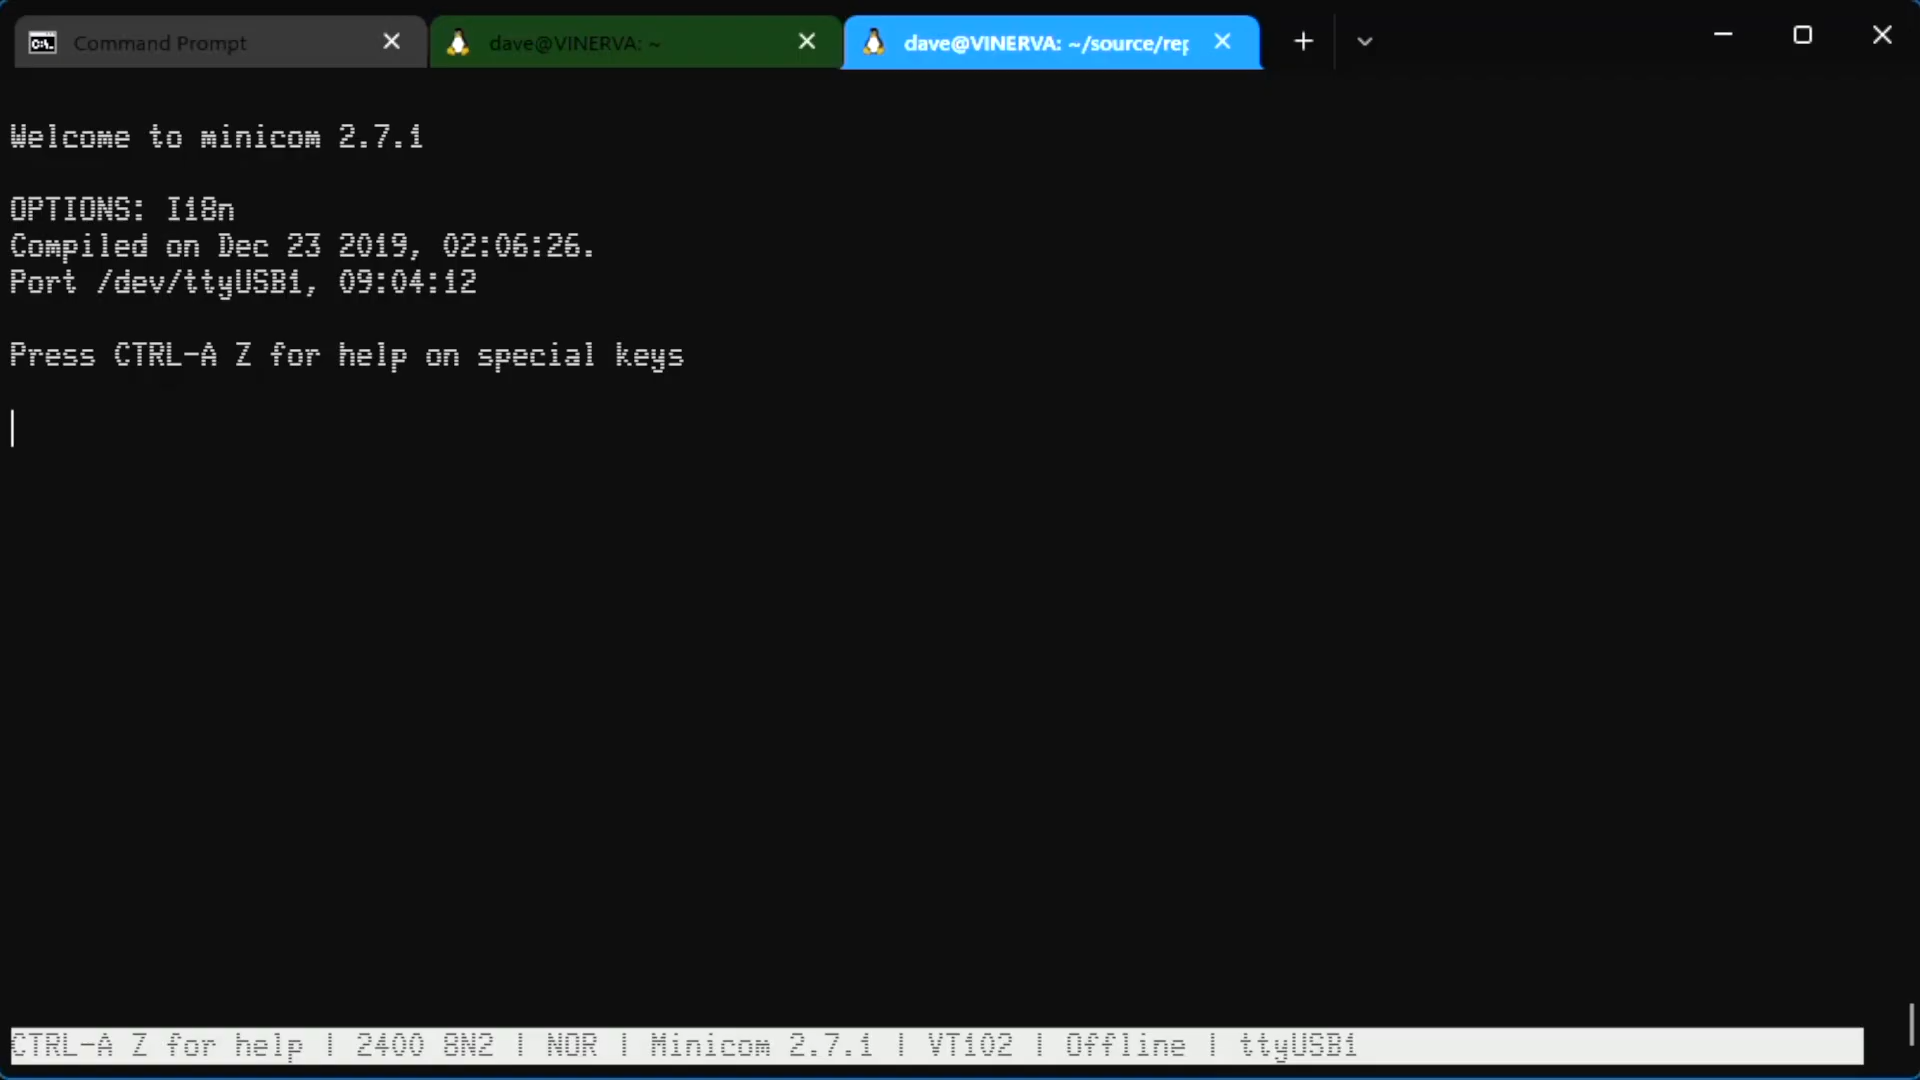 Command Prompt
dave@VINERVA: ~
dave@VINERVA: ~/source/rep
Welcome to minicom 2.7.1
OPTIONS: I18n
Compiled on Dec 23 2019, 02:06:26.
Port /dev/ttyUSB1, 09:04:12
Press CTRL-A Z for help on special keys
CTRL-A Z for help | 2400 8N2 | NOR | Minicom 2.7.1 | VT102 | Offline | ttyUSB1